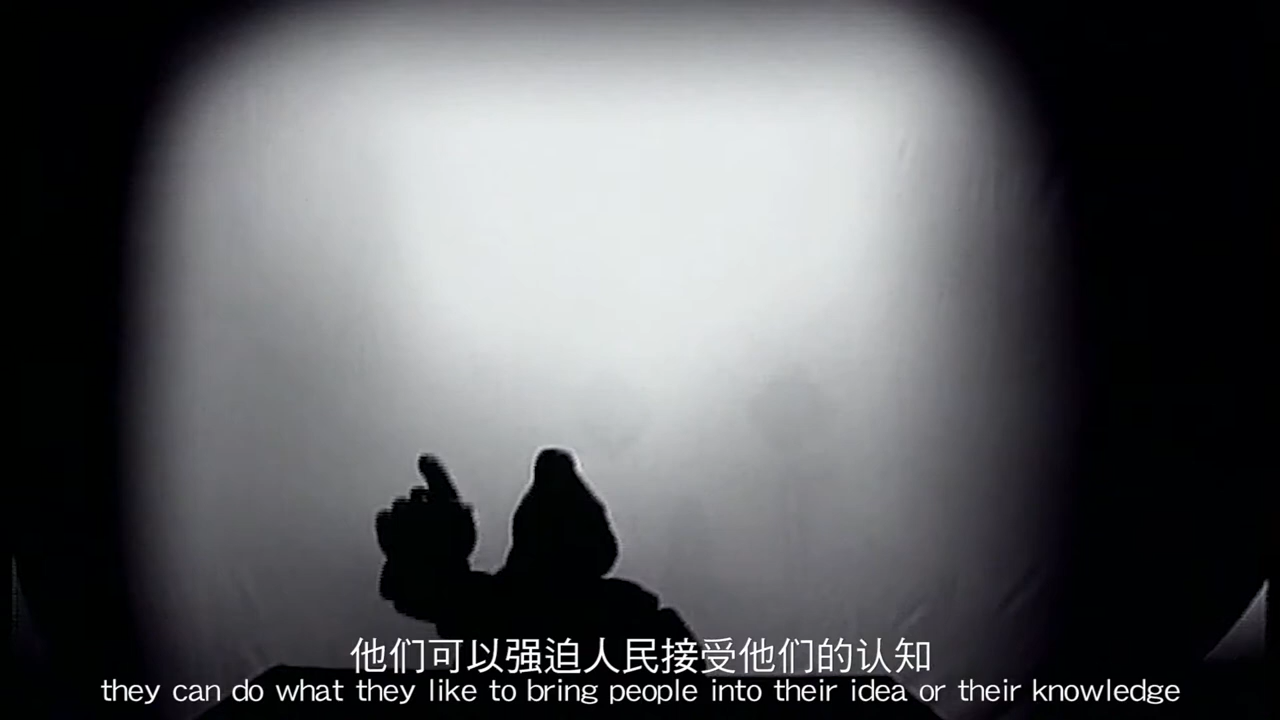 他们可以强迫人民接受他们的认知
they can do what they like to bring people into their idea or their knowledge